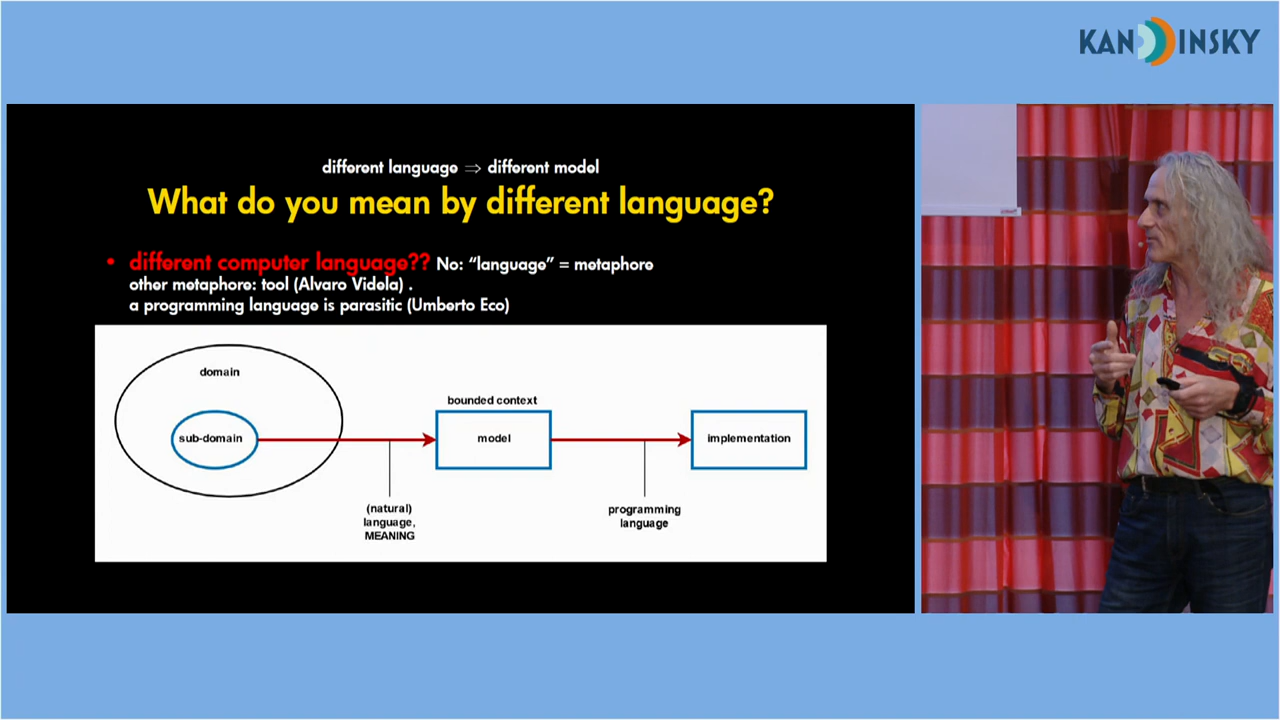 KANDDINSKY
different language ⇒ different model
What do you mean by different language?
• different computer language?? No: “language” = metaphore
other metaphore: tool (Alvaro Videla) .
a programming language is parasitic (Umberto Eco)
domain
sub-domain
bounded context
model
implementation
(natural)
language,
MEANING
programming
language